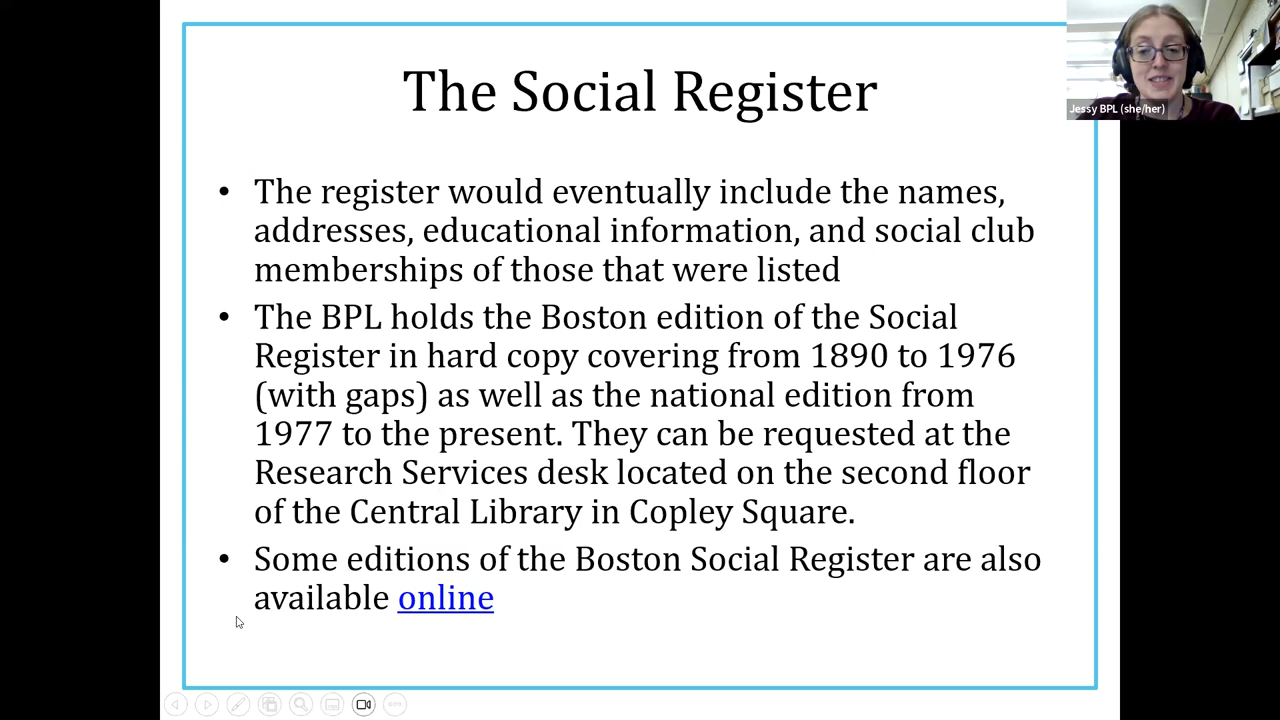 The Social Register
Jessy BPL (she/her)
• The register would eventually include the names,
addresses, educational information, and social club
memberships of those that were listed
• The BPL holds the Boston edition of the Social
Register in hard copy covering from 1890 to 1976
(with gaps) as well as the national edition from
1977 to the present. They can be requested at the
Research Services desk located on the second floor
of the Central Library in Copley Square.
• Some editions of the Boston Social Register are also
available online